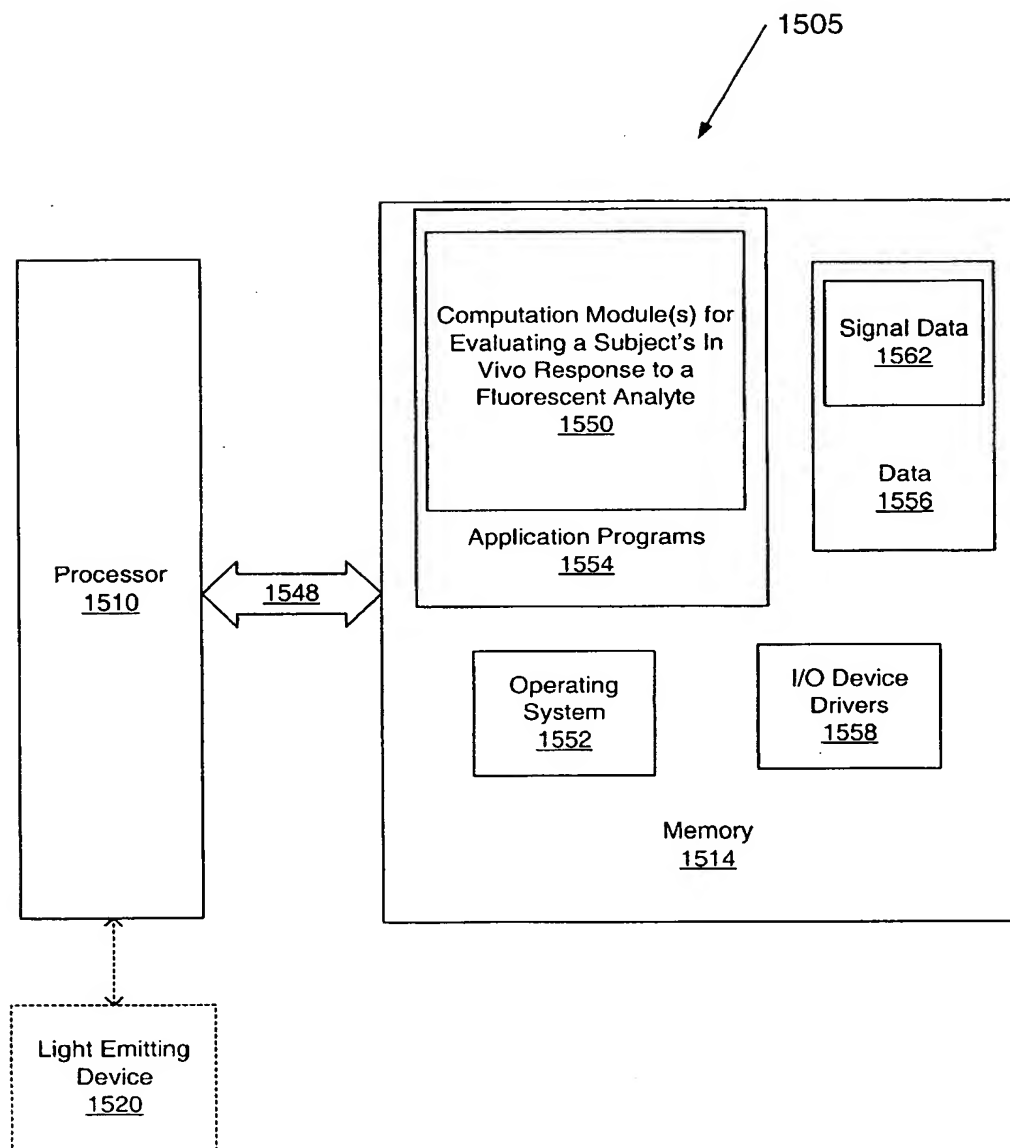 1505
Computation Module(s) for
Evaluating a Subject's In
Vivo Response to a
Fluorescent Analyte
1550
Application Programs
1554
Signal Data
1562
Data
1556
Processor
1510
1548
Operating
System
1552
I/O Device
Drivers
1558
Memory
1514
Light Emitting
Device
1520